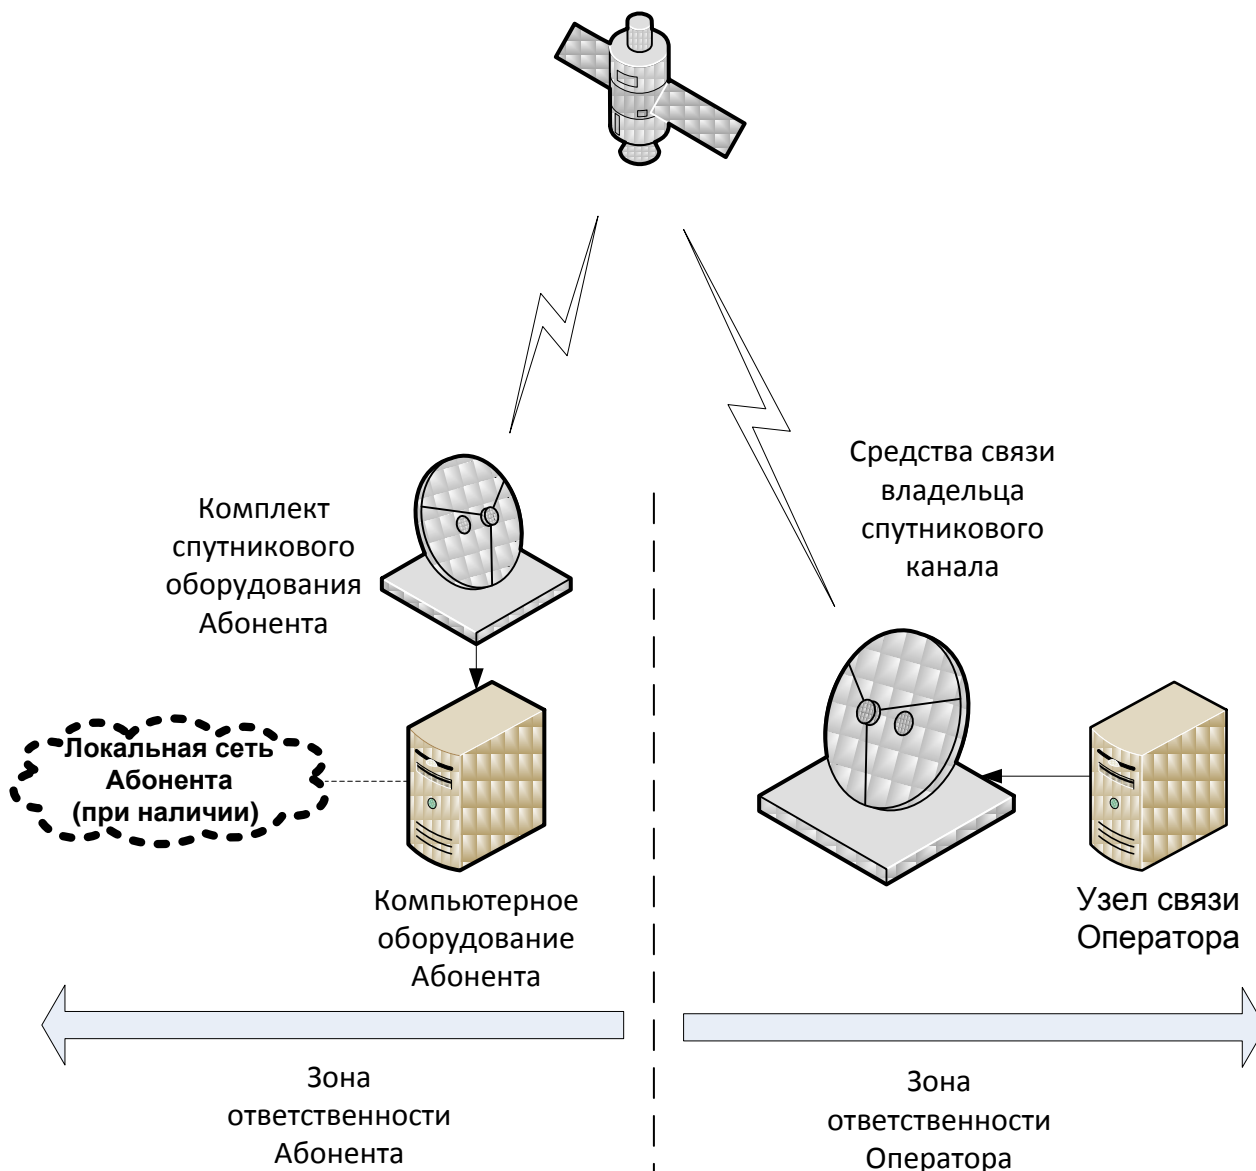 Средства связи
владельца
спутникового
канала
Комплект
спутникового
оборудования
Абонента
Локальная сеть
Абонента
(при наличии)
Компьютерное
оборудование
Абонента
Узел связи
Оператора
Зона
ответственности
Абонента
Зона
ответственности
Оператора